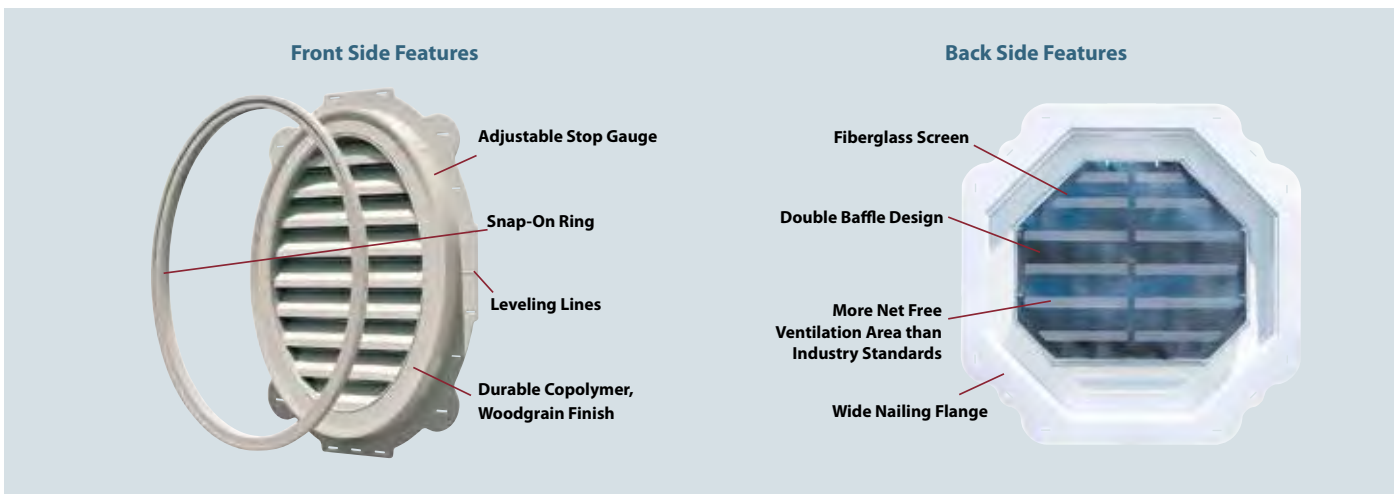 Front Side Features
Adjustable Stop Gauge
Snap-On Ring
Leveling Lines
Durable Copolymer,
Woodgrain Finish
Back Side Features
Fiberglass Screen
Double Baffle Design
More Net Free
Ventilation Area than
Industry Standards
Wide Nailing Flange